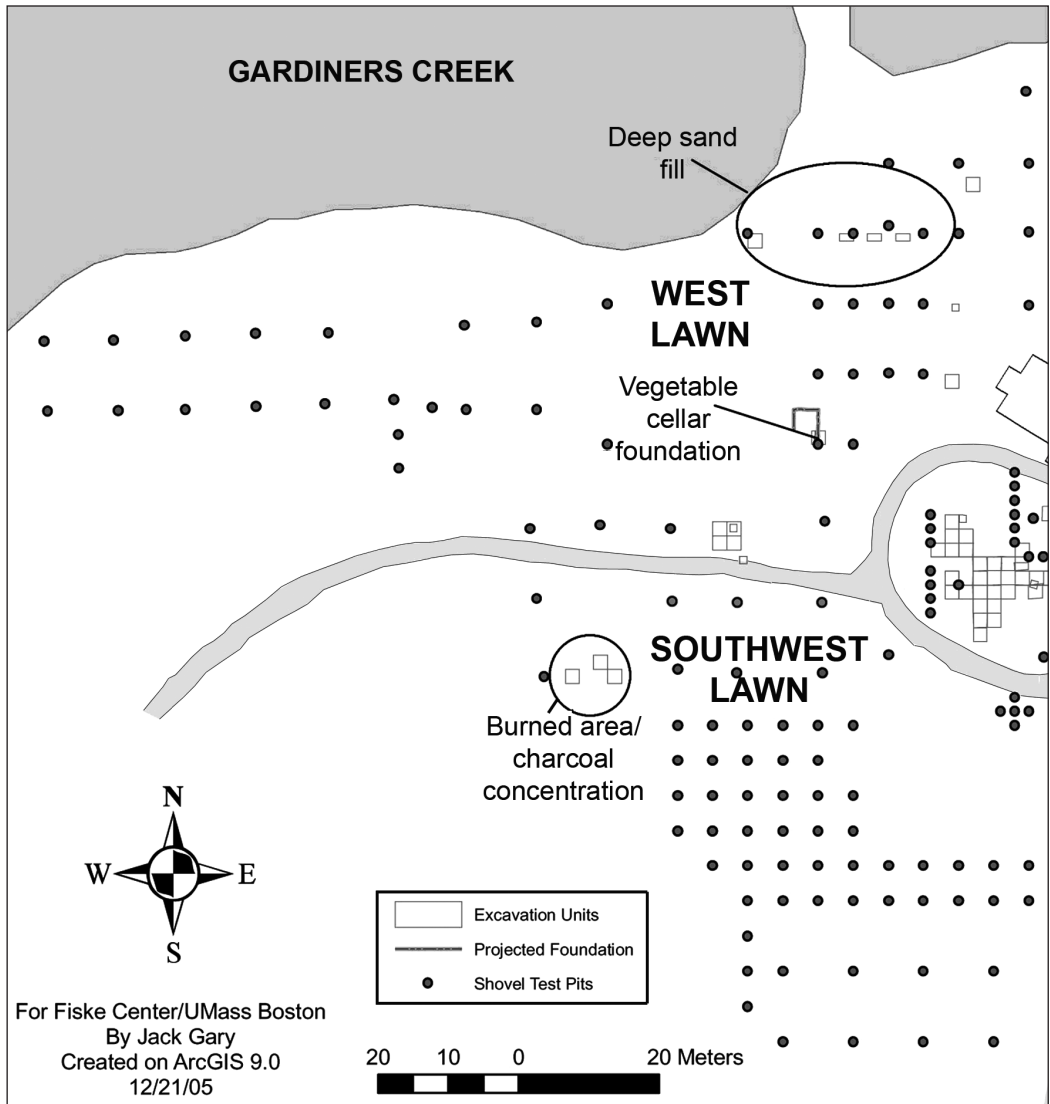 GARDINERS CREEK
Deep sand
fill
WEST
LAWN
Vegetable
cellar
foundation
SOUTHWEST
LAWN
Burned area/
charcoal
concentration
N
W E
S
Excavation Units
Projected Foundation
Shovel Test Pits
For Fiske Center/UMass Boston
By Jack Gary
Created on ArcGIS 9.0
12/21/05
20 10 0 20 Meters